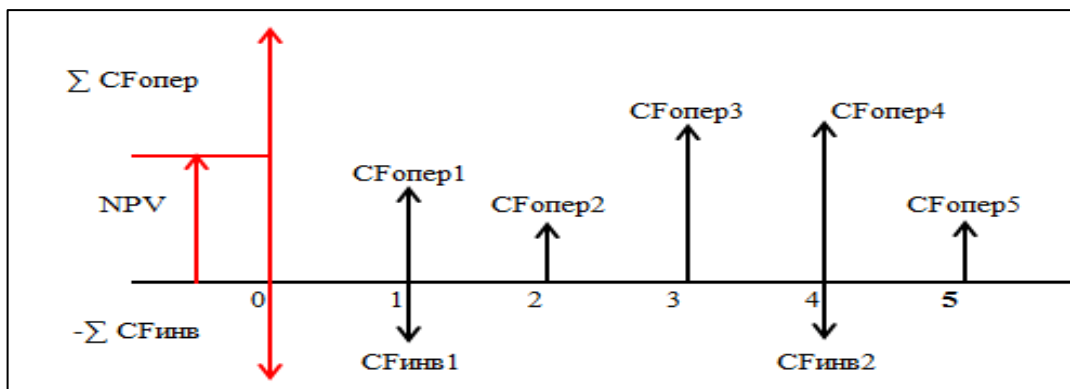 ∑ CFопер
CFопер3
CFопер4
CFопер1
NPV
CFопер2
CFопер5
0
1
2
3
4
5
-∑ CFинв
CFинв1
CFинв2